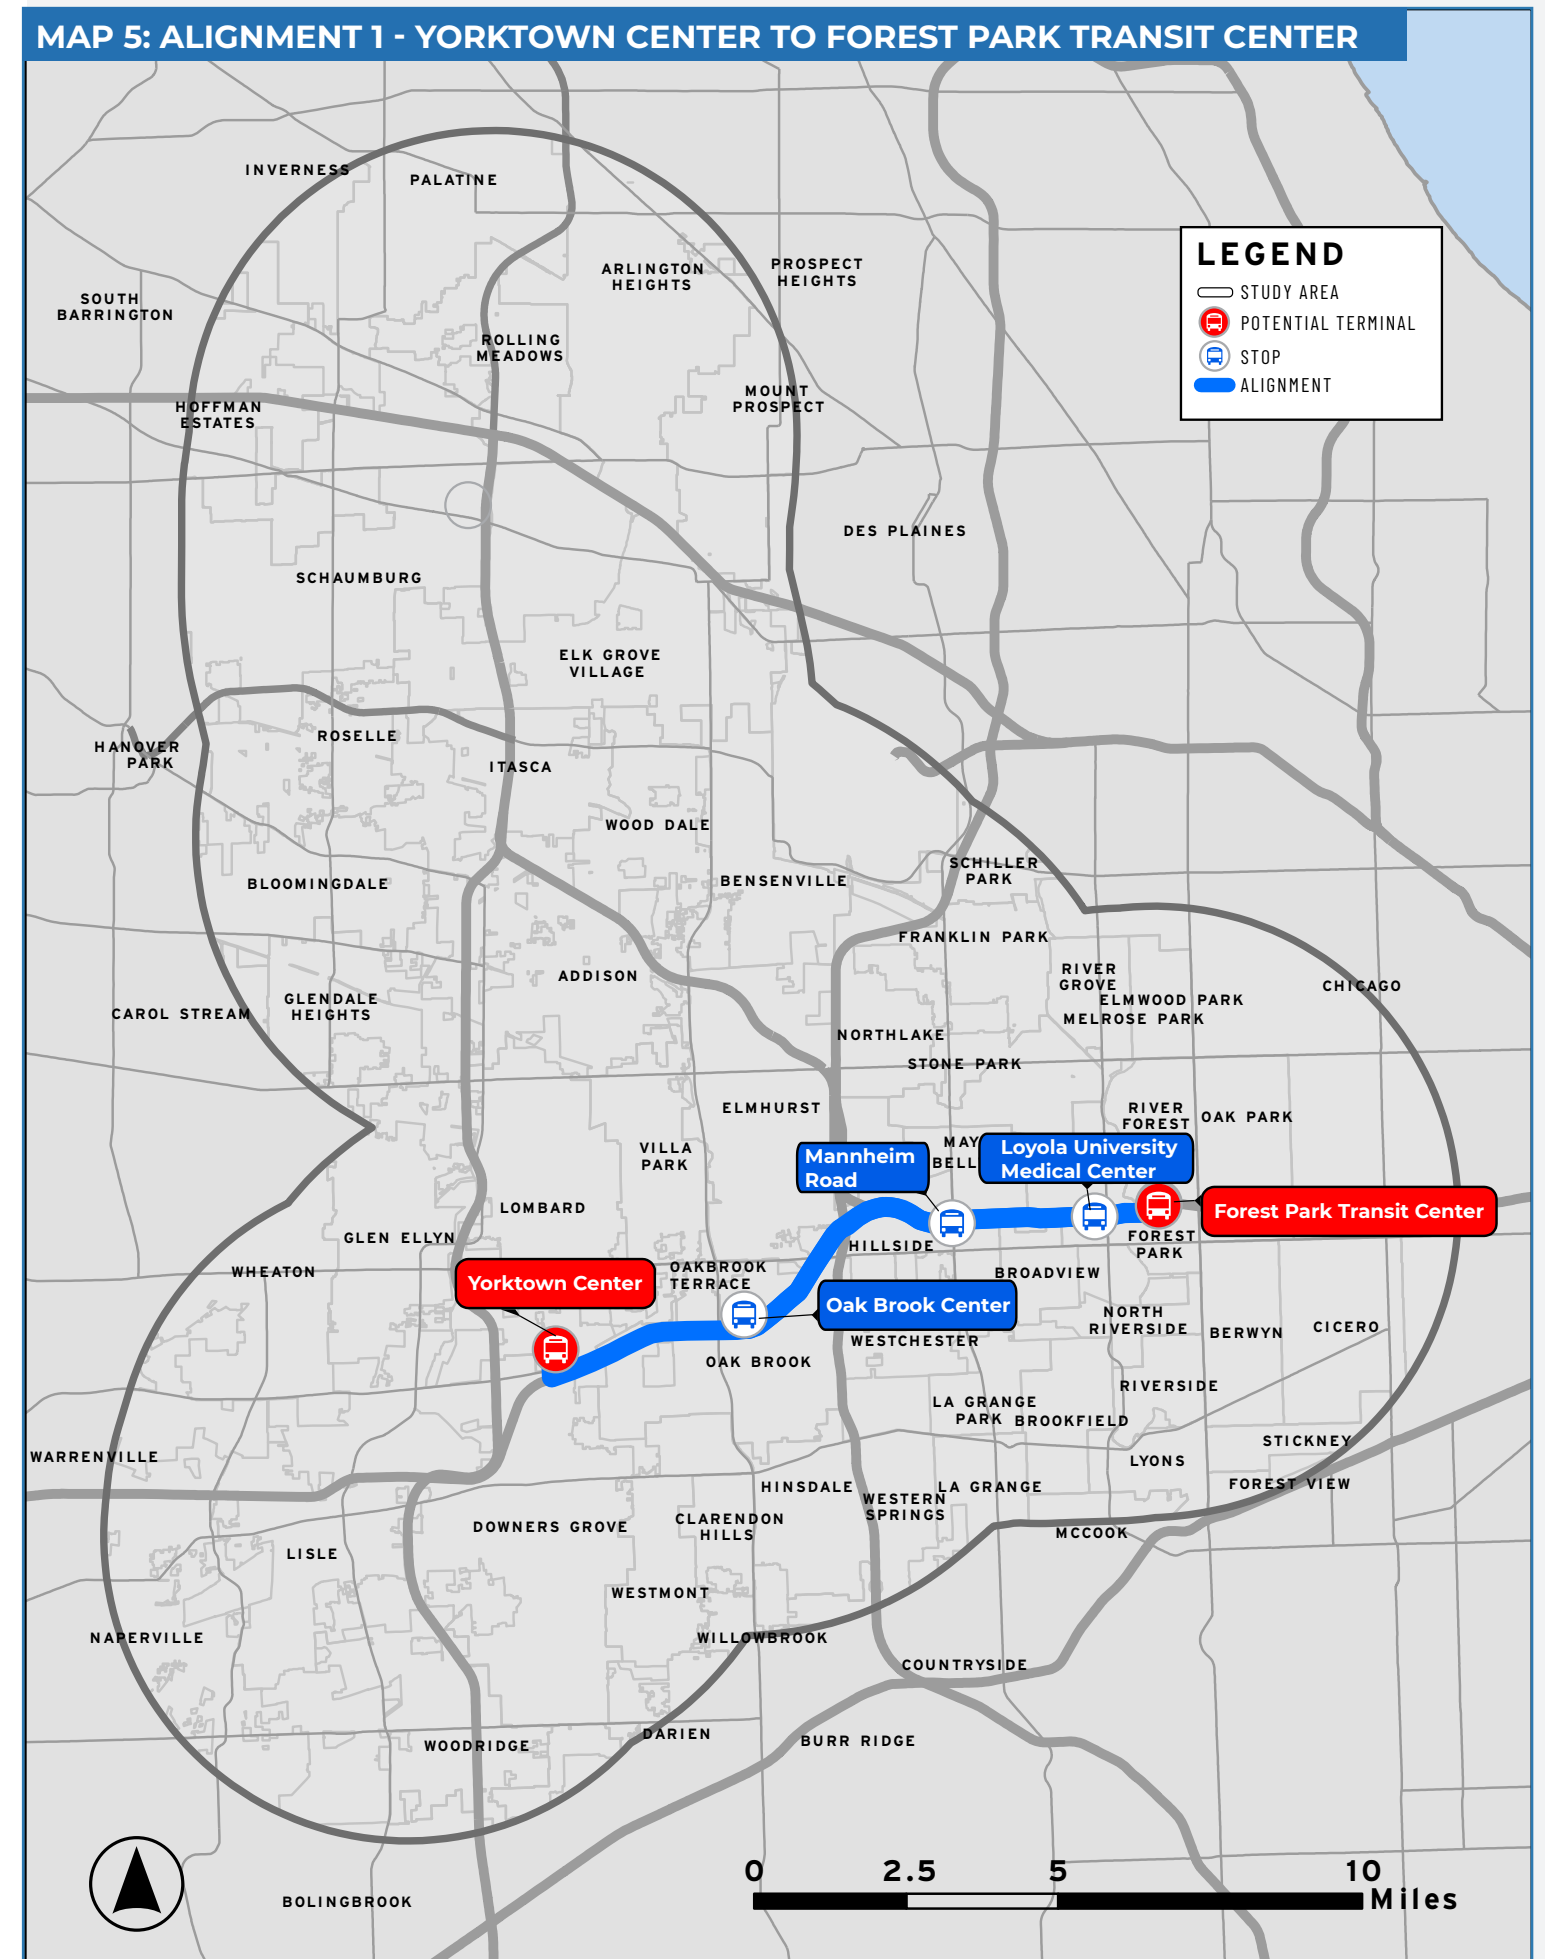 MAP 5: ALIGNMENT 1 - YORKTOWN CENTER TO FOREST PARK TRANSIT CENTER
INVERNESS
PALATINE
ARLINGTON
HEIGHTS
PROSPECT
HEIGHTS
LEGEND
STUDY AREA
POTENTIAL TERMINAL
STOP
ALIGNMENT
SOUTH
BARRINGTON
ROLLING
MEADOWS
MOUNT
PROSPECT
HOFFMAN
ESTATES
DES PLAINES
SCHAUMBURG
ELK GROVE
VILLAGE
ROSELLE
HANOVER
PARK
ITASCA
WOOD DALE
SCHILLER
PARK
BLOOMINGDALE
BENSENVILLE
FRANKLIN PARK
ADDISON
RIVER
GROVE
CHICAGO
ELMWOOD PARK
MELROSE PARK
CAROL STREAM
GLENDALE
HEIGHTS
NORTHLAKE
STONE PARK
ELMHURST
RIVER
FOREST
OAK PARK
VILLA
PARK
MAY
BELL
Mannheim
Road
Loyola University
Medical Center
Forest Park Transit Center
LOMBARD
GLEN ELLYN
HILLSIDE
FOREST
PARK
WHEATON
Yorktown Center
OAKBROOK
TERRACE
BROADVIEW
Oak Brook Center
NORTH
RIVERSIDE
BERWYN
CICERO
WESTCHESTER
OAK BROOK
RIVERSIDE
LA GRANGE
PARK
BROOKFIELD
STICKNEY
WARRENVILLE
LYONS
HINSDALE
LA GRANGE
FOREST VIEW
WESTERN
SPRINGS
DOWNERS GROVE
CLARENDON
HILLS
MCCOOK
LISLE
WESTMONT
NAPERVILLE
WILLOWBROOK
COUNTRYSIDE
WOODRIDGE
DARIEN
BURR RIDGE
BOLINGBROOK
0 2.5 5 10
Miles